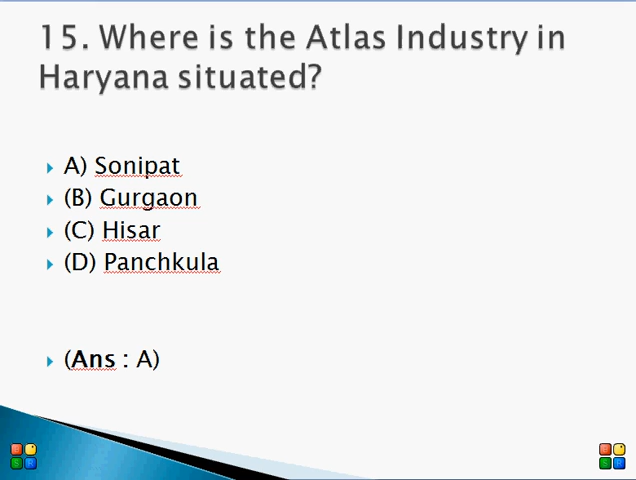 15. Where is the Atlas Industry in
Haryana situated?
A) Sonipat
(B) Gurgaon
(C) Hisar
(D) Panchkula
(Ans : A)